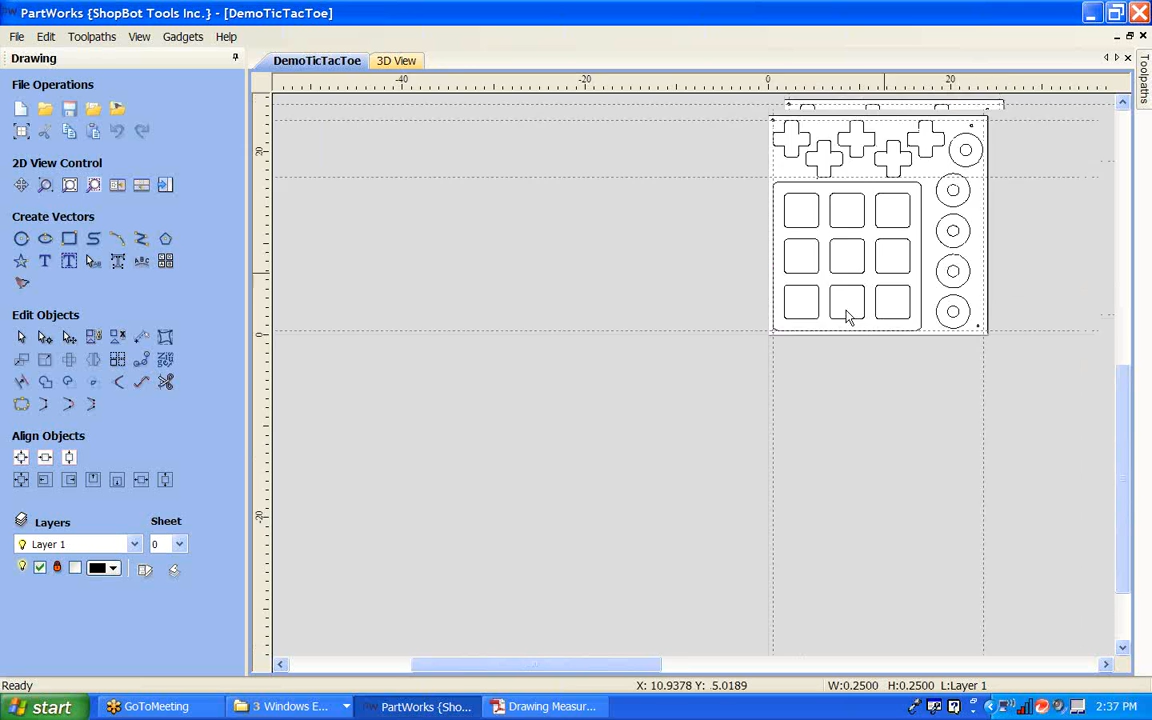 PartWorks {ShopBot Tools Inc.} - [DemoTicTacToe]
File Edit Toolpaths View Gadgets Help
Drawing
DemoTicTacToe 3D View
Toolpaths
File Operations
-40 -20 0 20
20
0
-20
2D View Control
Create Vectors
Edit Objects
Align Objects
Layers Sheet
Layer 1 0
Ready X: 10.9378 Y: 5.0189 W:0.2500 H:0.2500 L:Layer 1
start GoToMeeting 3 Windows E... PartWorks {Sho... Drawing Measur... 2:37 PM